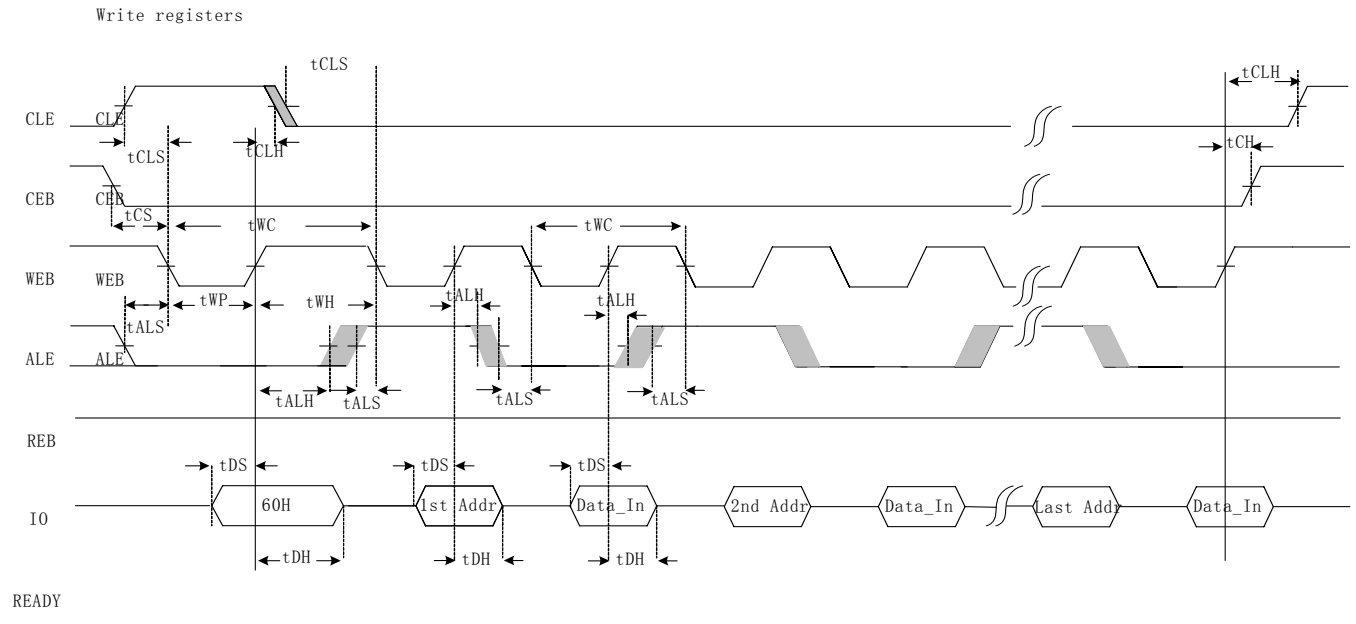 Write registers
tCLS
tCLH
CLE CLE
tCLS tCLH tCH
CEB CEB
tCS tWC tWC
WEB WEB
tWP tWH tALH tALH
tALS
ALE ALE
tALH tALS tALS tALS
REB
tDS tDS tDS
IO 60H 1st Addr Data_In 2nd Addr Data_In Last Addr Data_In
tDH tDH tDH
READY